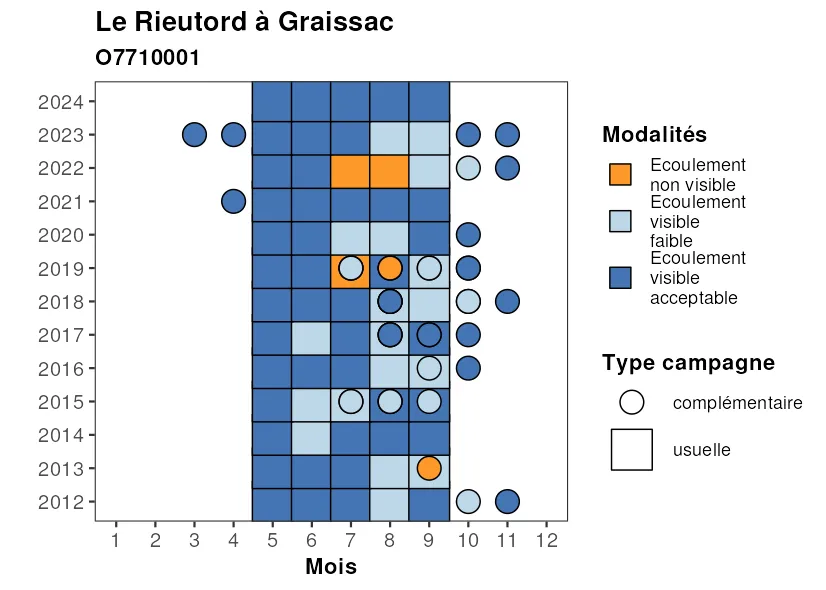 Le Rieutord à Graissac
O7710001
2024
2023
2022
2021
2020
2019
2018
2017
2016
2015
2014
2013
2012
1 2 3 4 5 6 7 8 9 10 11 12
Mois
Modalités
Ecoulement
non visible
Ecoulement
visible
faible
Ecoulement
visible
acceptable
Type campagne
complémentaire
usuelle